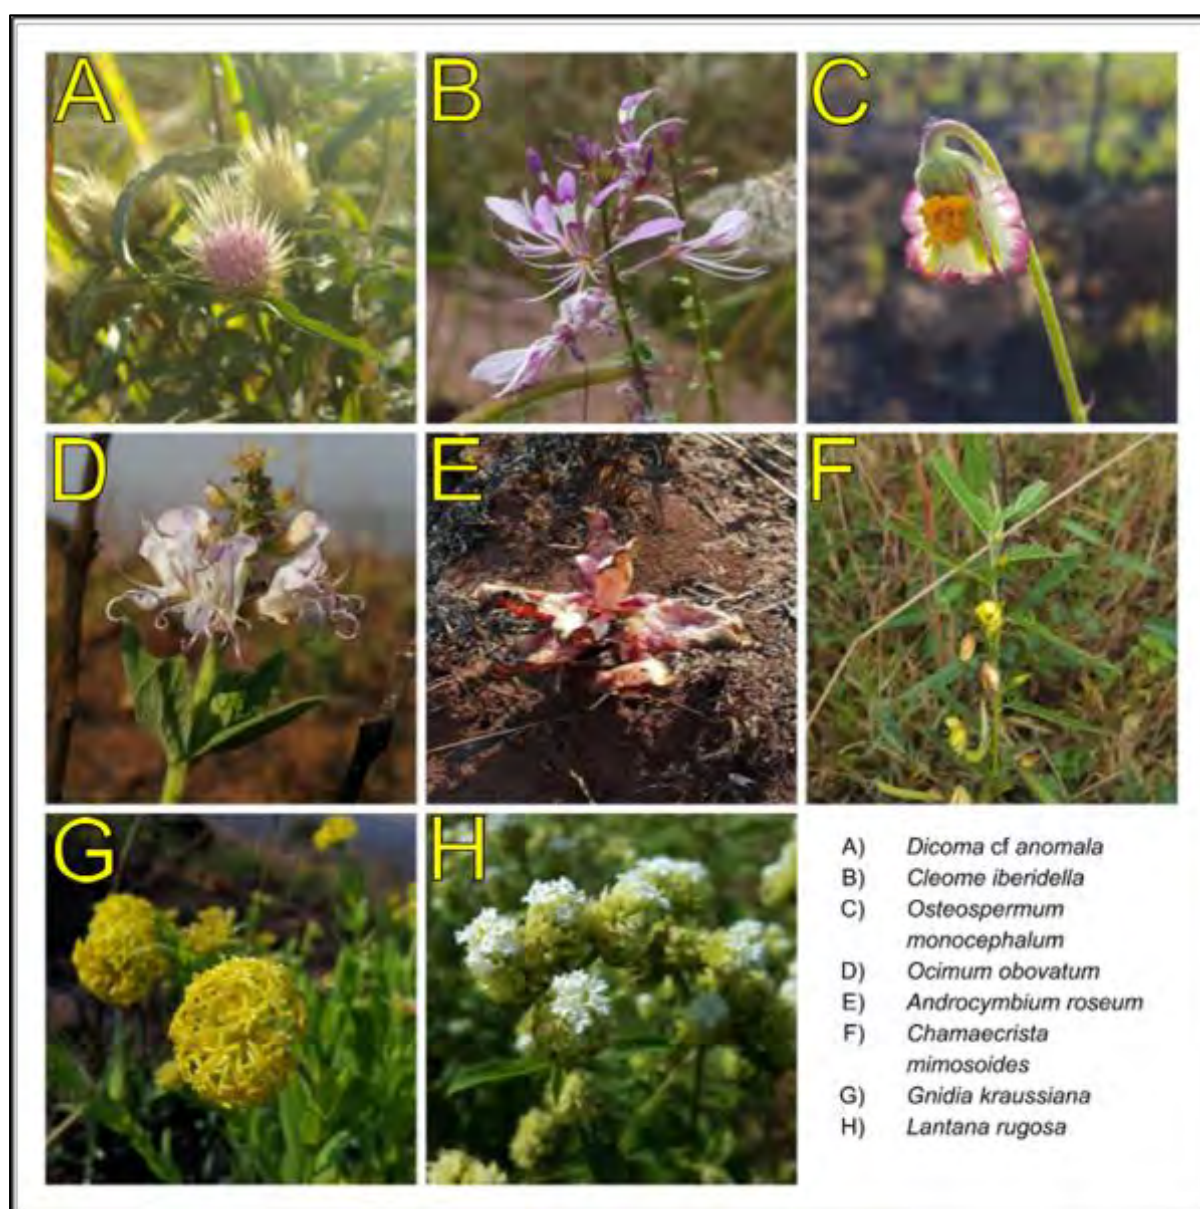 A
B
C
D
E
F
G
H
A) Dicoma cf anomala
B) Cleome iberidella
C) Osteospermum
monocephalum
D) Ocimum obovatum
E) Androcymbium roseum
F) Chamaecrista
mimosoides
G) Gnidia kraussiana
H) Lantana rugosa